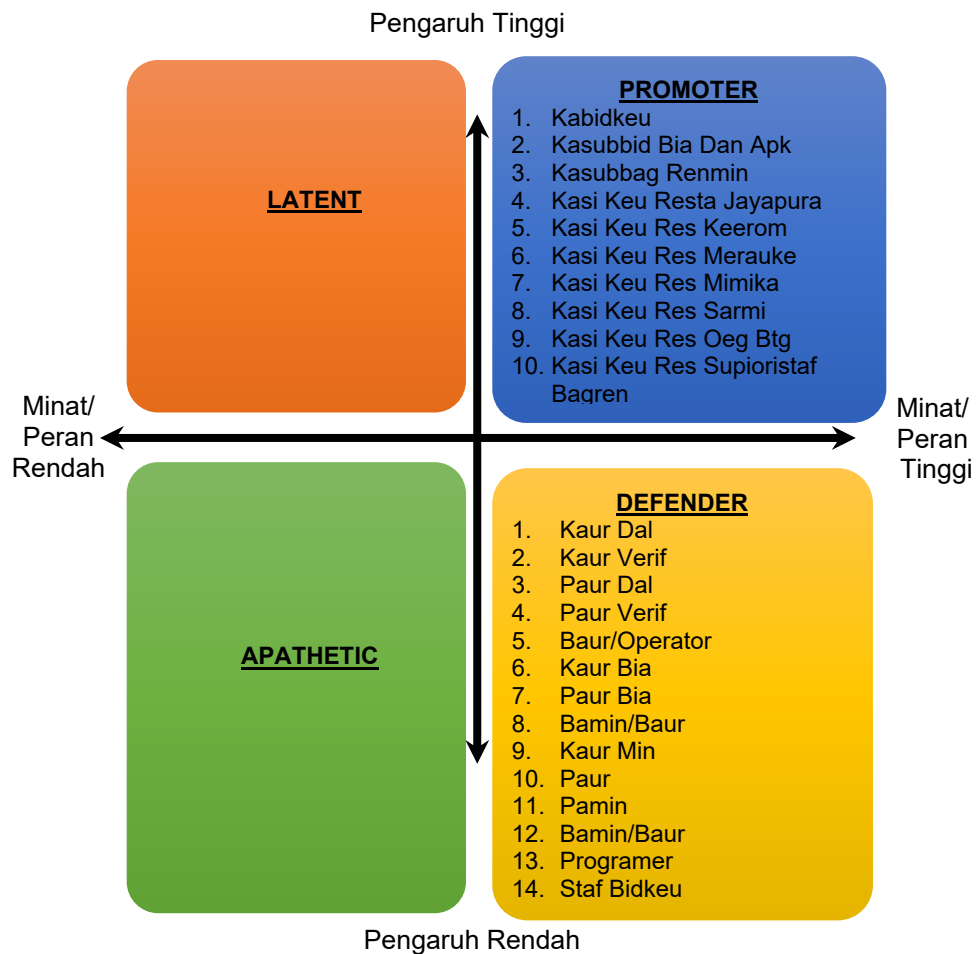 Pengaruh Tinggi
LATENT
PROMOTER
1. Kabidkeu
2. Kasubbid Bia Dan Apk
3. Kasubbag Renmin
4. Kasi Keu Resta Jayapura
5. Kasi Keu Res Keerom
6. Kasi Keu Res Merauke
7. Kasi Keu Res Mimika
8. Kasi Keu Res Sarmi
9. Kasi Keu Res Oeg Btg
10. Kasi Keu Res Supioristaf
Bagren
Minat/
Peran
Rendah
Minat/
Peran
Tinggi
APATHETIC
DEFENDER
1. Kaur Dal
2. Kaur Verif
3. Paur Dal
4. Paur Verif
5. Baur/Operator
6. Kaur Bia
7. Paur Bia
8. Bamin/Baur
9. Kaur Min
10. Paur
11. Pamin
12. Bamin/Baur
13. Programer
14. Staf Bidkeu
Pengaruh Rendah